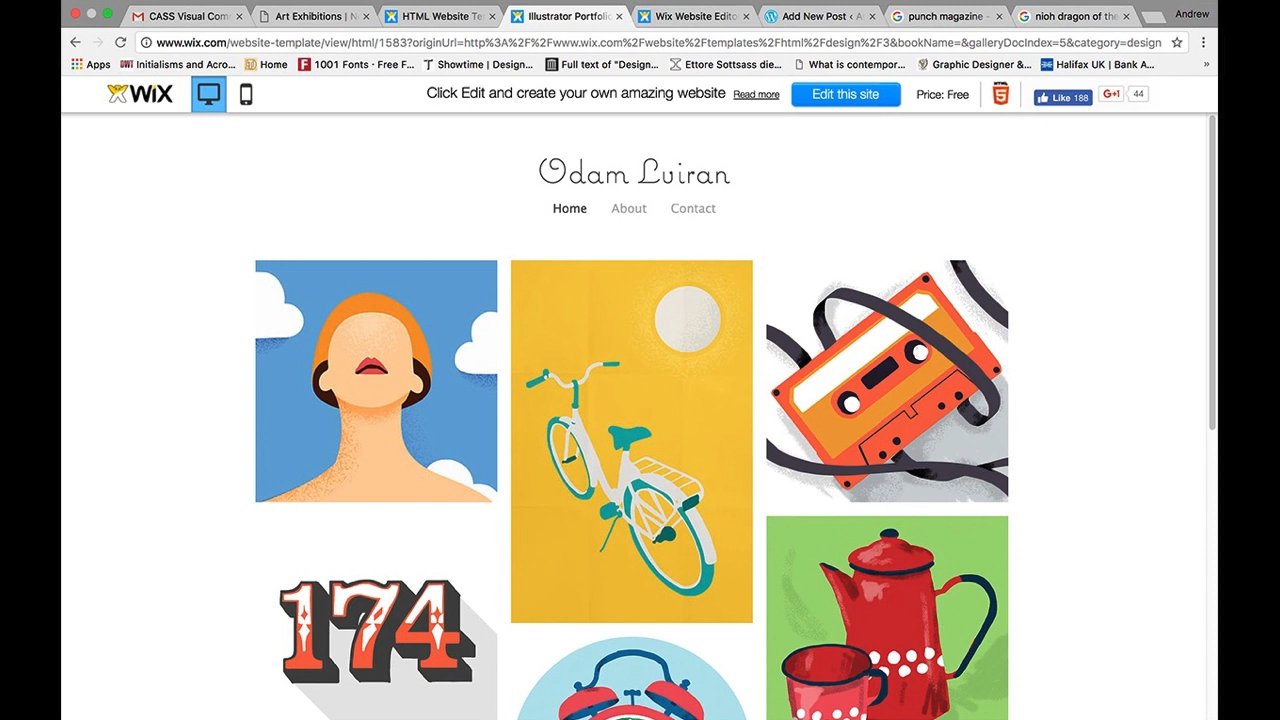 CASS Visual Com
Art Exhibitions | N
HTML Website Te
Illustrator Portfolio
Wix Website Edito
Add New Post ‹ A
punch magazine -
nioh dragon of the
Andrew
www.wix.com/website-template/view/html/1583?originUrl=http%3A%2F%2Fwww.wix.com%2Fwebsite%2Ftemplates%2Fhtml%2Fdesign%2F3&bookName=&galleryDocIndex=5&category=design
Apps
Initialisms and Acro...
Home
1001 Fonts - Free F...
Showtime | Design...
Full text of "Design...
Ettore Sottsass die...
What is contempor...
Graphic Designer &...
Halifax UK | Bank A...
»
WiX
Click Edit and create your own amazing website Read more
Edit this site
Price: Free
5
Like 188
G+1
44
Odam Lviran
Home About Contact
174